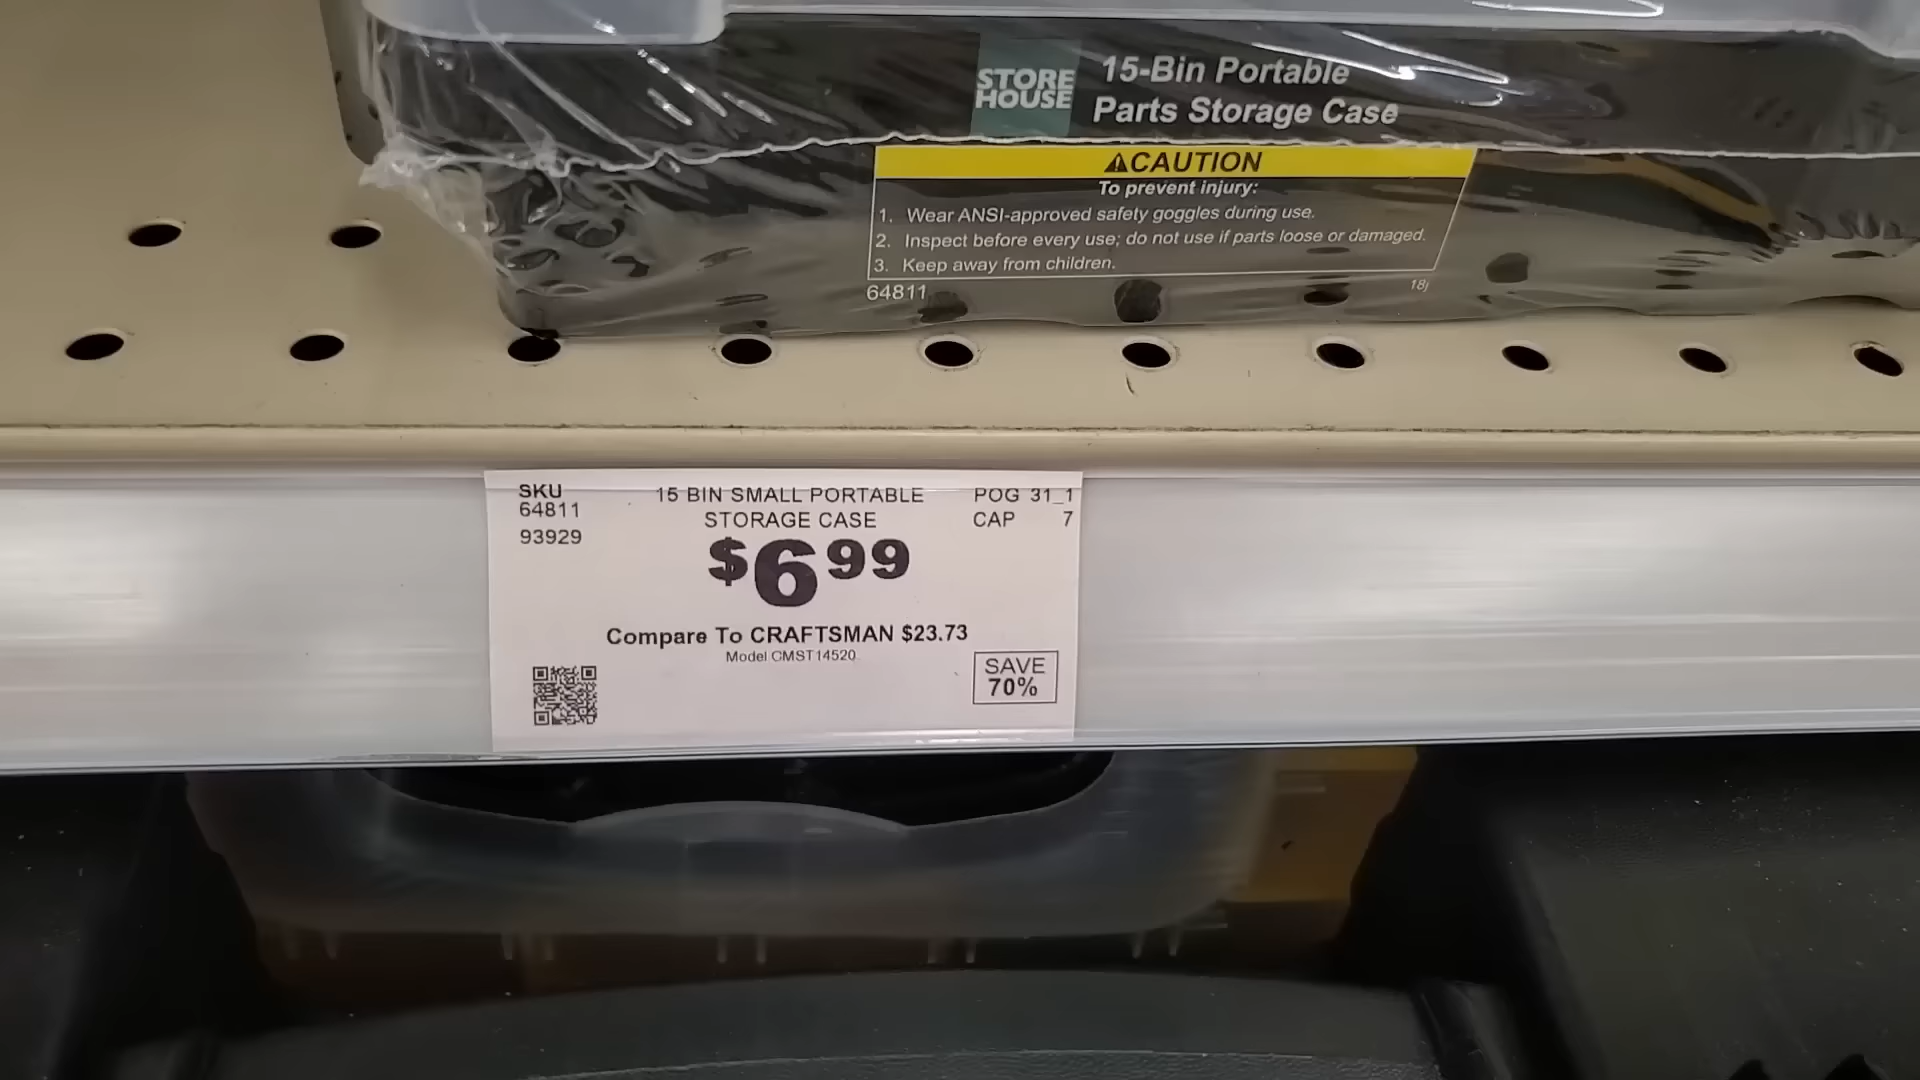 STORE
HOUSE
15-Bin Portable
Parts Storage Case
⚠CAUTION
To prevent injury:
1. Wear ANSI-approved safety goggles during use.
2. Inspect before every use; do not use if parts loose or damaged.
3. Keep away from children.
64811
18j
SKU
64811
93929
15 BIN SMALL PORTABLE
STORAGE CASE
POG 31_1
CAP 7
$6 99
Compare To CRAFTSMAN $23.73
Model CMST14520
SAVE
70%